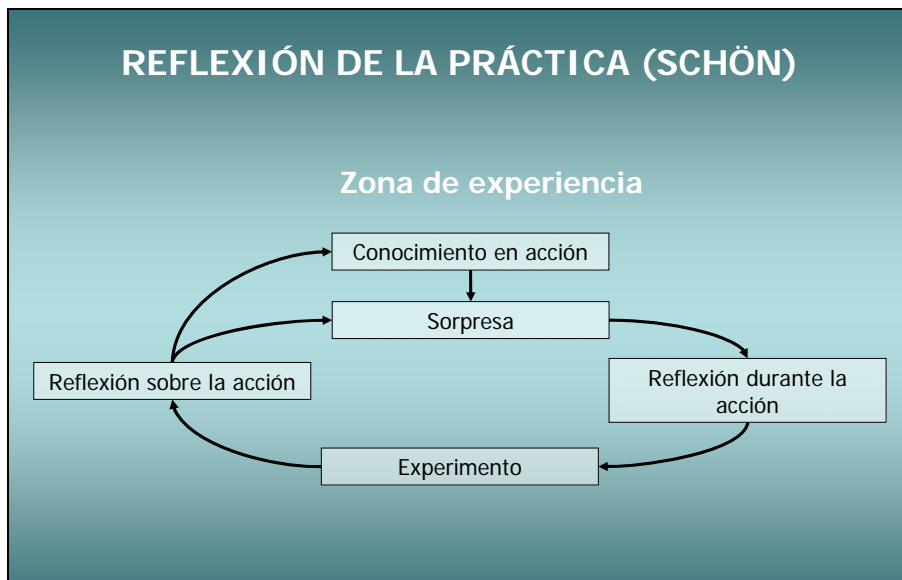 REFLEXIÓN DE LA PRÁCTICA (SCHÖN)
Zona de experiencia
Conocimiento en acción
Sorpresa
Reflexión sobre la acción
Reflexión durante la
acción
Experimento